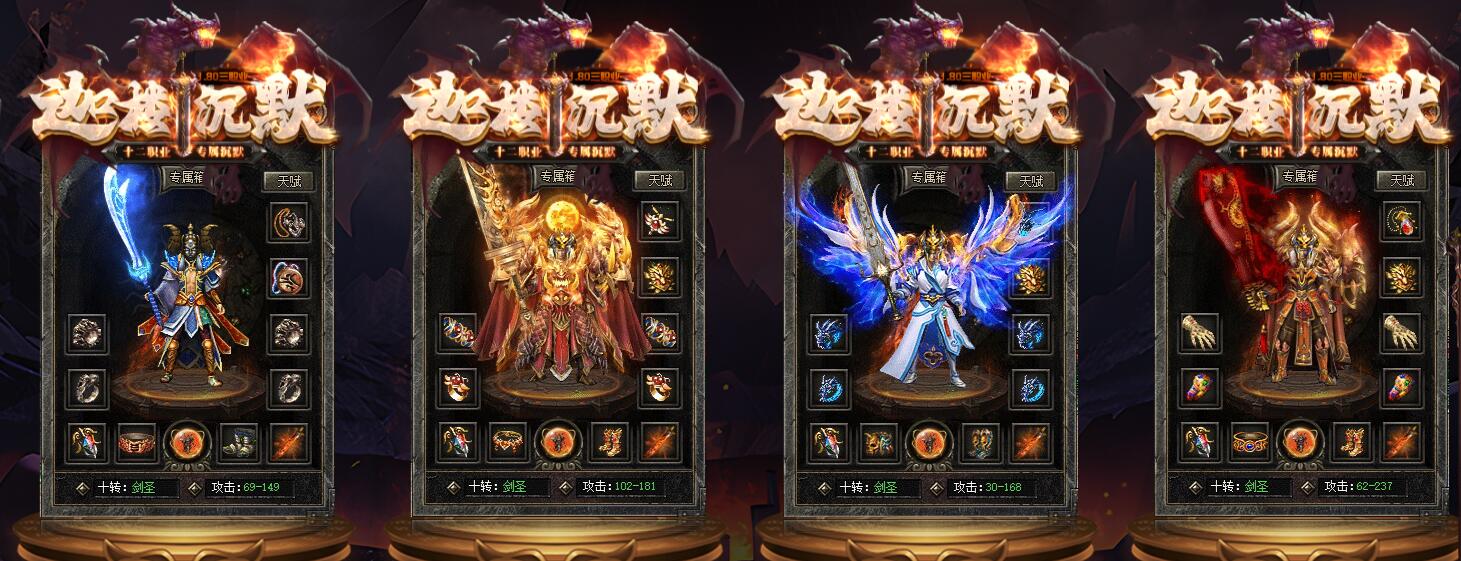 1.80三职业
迦楼沉默
十二职业 专属沉默
专属箱
天赋
十转：剑圣
攻击：69-149
1.80三职业
迦楼沉默
十二职业 专属沉默
专属箱
天赋
十转：剑圣
攻击：102-181
1.80三职业
迦楼沉默
十二职业 专属沉默
专属箱
天赋
十转：剑圣
攻击：30-168
1.80三职业
迦楼沉默
十二职业 专属沉默
专属箱
天赋
十转：剑圣
攻击：62-237